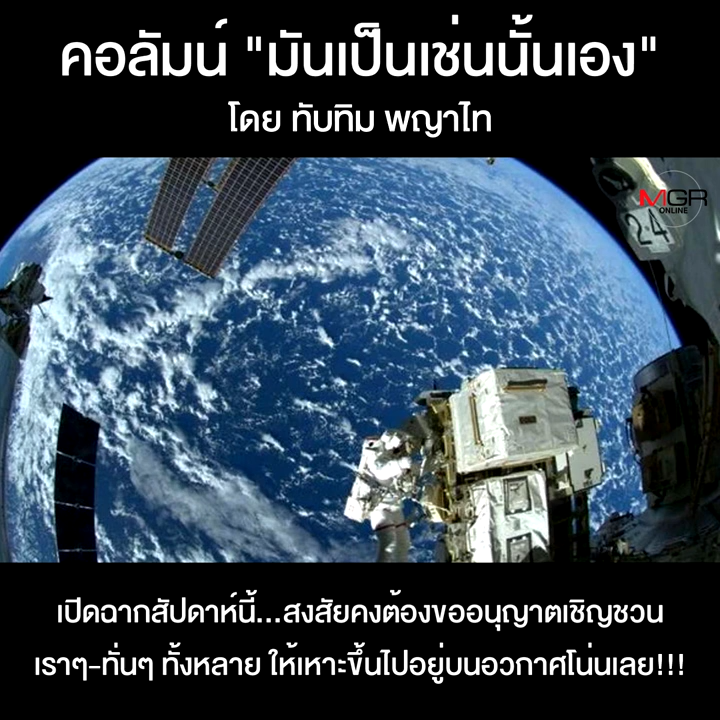 คอลัมน์ "มันเป็นเช่นนั้นเอง"
โดย ทับทิม พญาไท
MGR
ONLINE
24
เปิดฉากสัปดาห์นี้...สงสัยคงต้องขออนุญาตเชิญชวน
เราๆ-ทั่นๆ ทั้งหลาย ให้เหาะขึ้นไปอยู่บนอวกาศโน่นเลย!!!